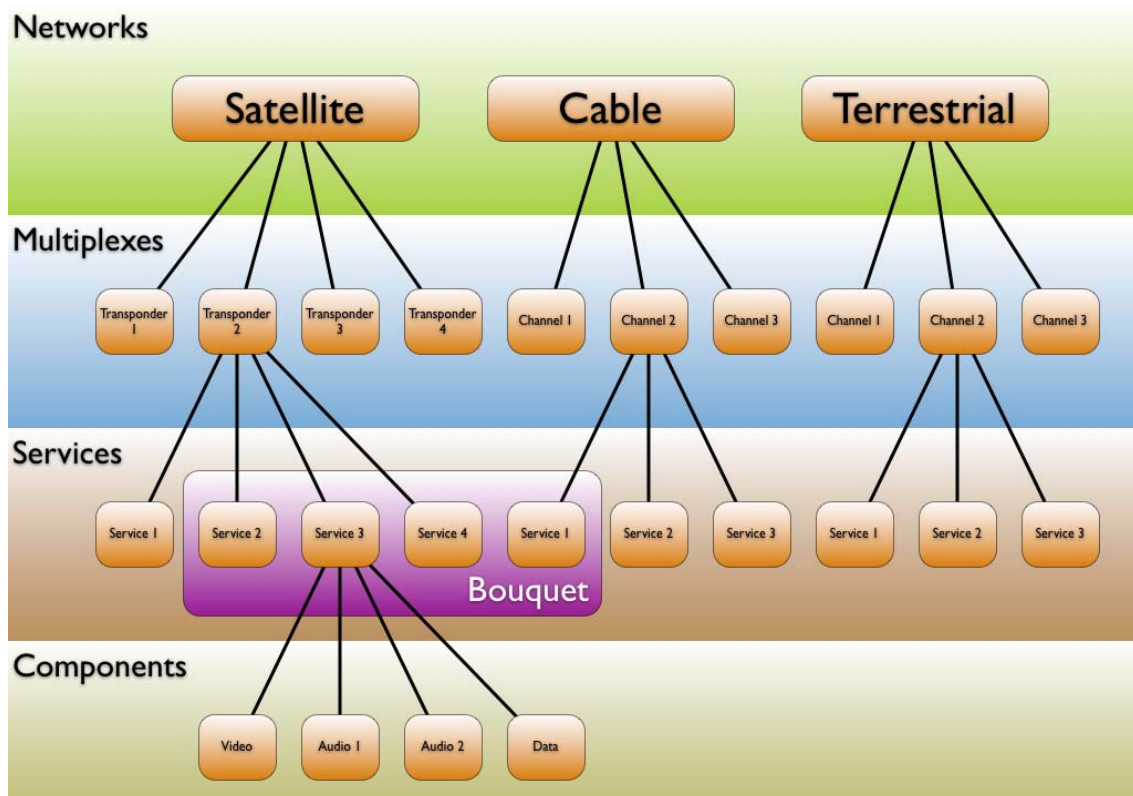 Networks
Satellite
Cable
Terrestrial
Multiplexes
Transponder
1
Transponder
2
Transponder
3
Transponder
4
Channel 1
Channel 2
Channel 3
Channel 1
Channel 2
Channel 3
Services
Service 1
Service 2
Service 3
Service 4
Service 1
Service 2
Service 3
Service 1
Service 2
Service 3
Bouquet
Components
Video
Audio 1
Audio 2
Data